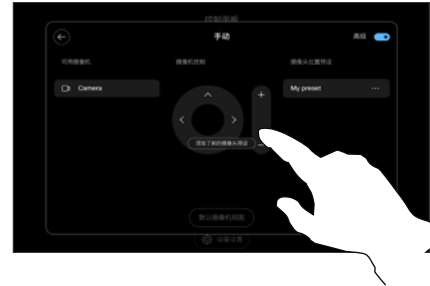 控制面板
手动
高级
可用摄像机
摄像机控制
摄像头位置预设
Camera
My preset
添加了新的摄像头预设
默认摄像机视图
设备设置